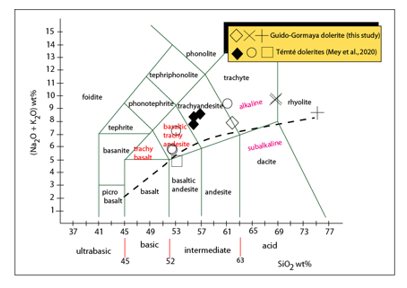 Guido-Gormaya dolerite (this study)
Témté dolerites (Mey et al., 2020)
(Na2O + K2O) wt%
15
14
13
12
11
10
9
8
7
6
5
4
3
2
1
phonolite
tephriphonolite
trachyte
foidite
phonotephrite
trachyandesite
alkaline
rhyolite
tephrite
basaltic
trachy
andesite
basanite
trachy
basalt
subalkaline
dacite
picro
basalt
basalt
basaltic
andesite
andesite
37 41 45 49 53 57 61 65 69 73 77
ultrabasic
basic
intermediate
acid
45
52
63
SiO2 wt%